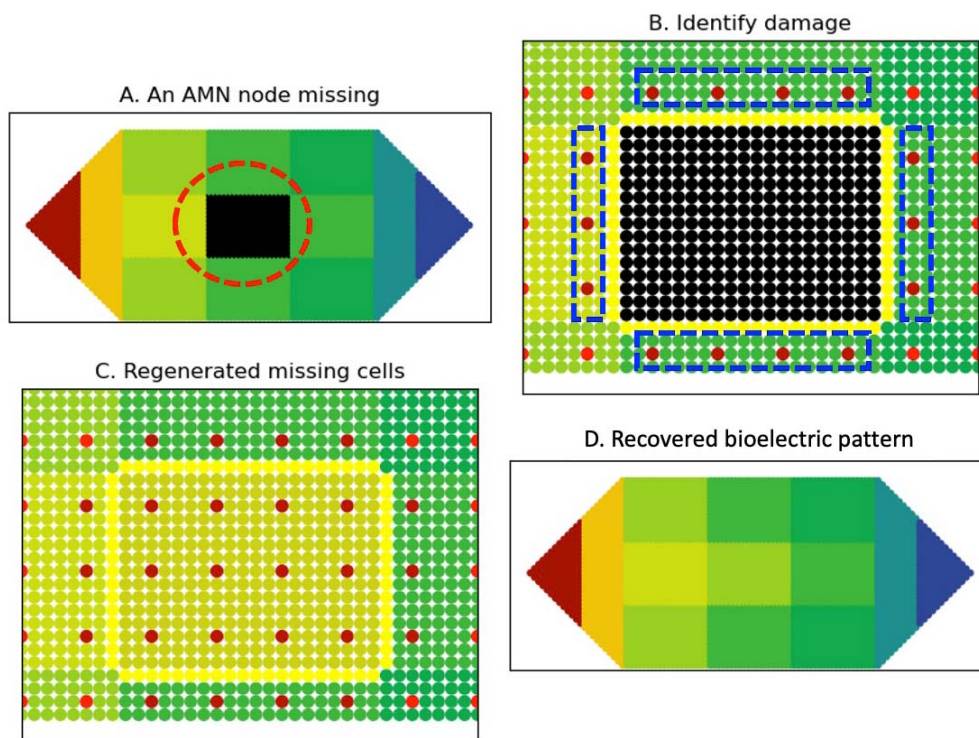 A. An AMN node missing
B. Identify damage
C. Regenerated missing cells
D. Recovered bioelectric pattern